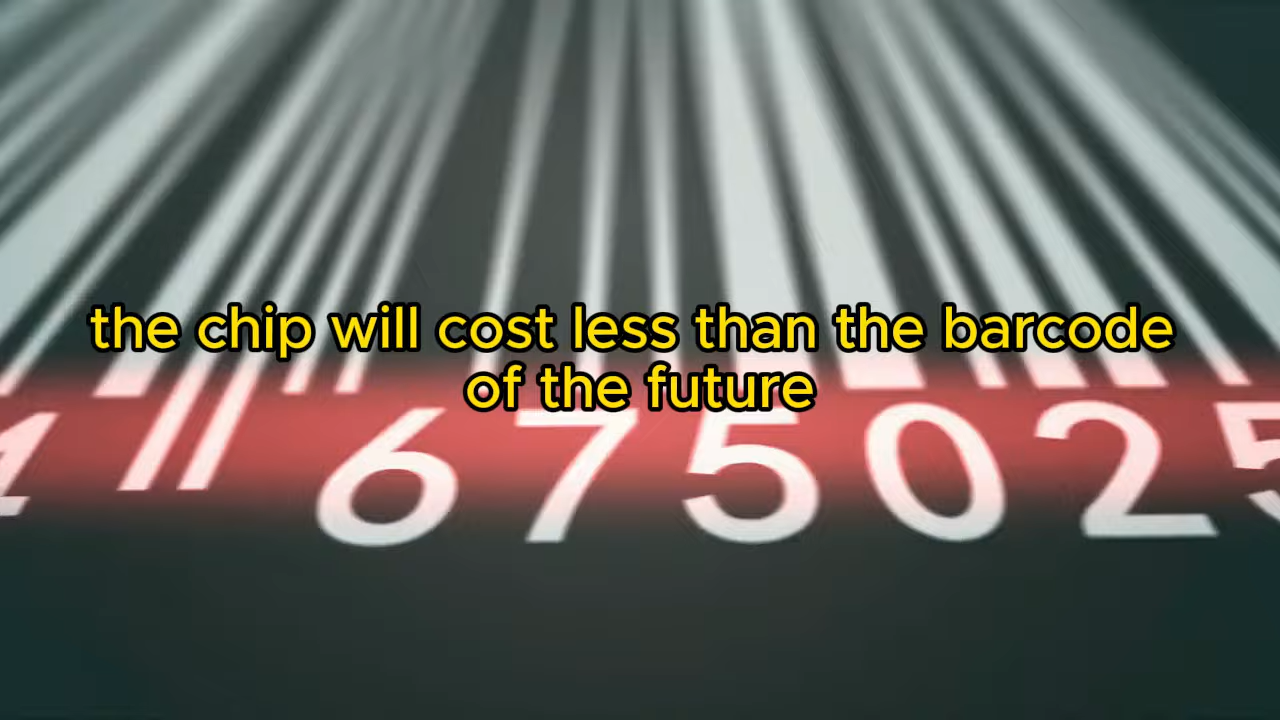 the chip will cost less than the barcode
of the future
675025